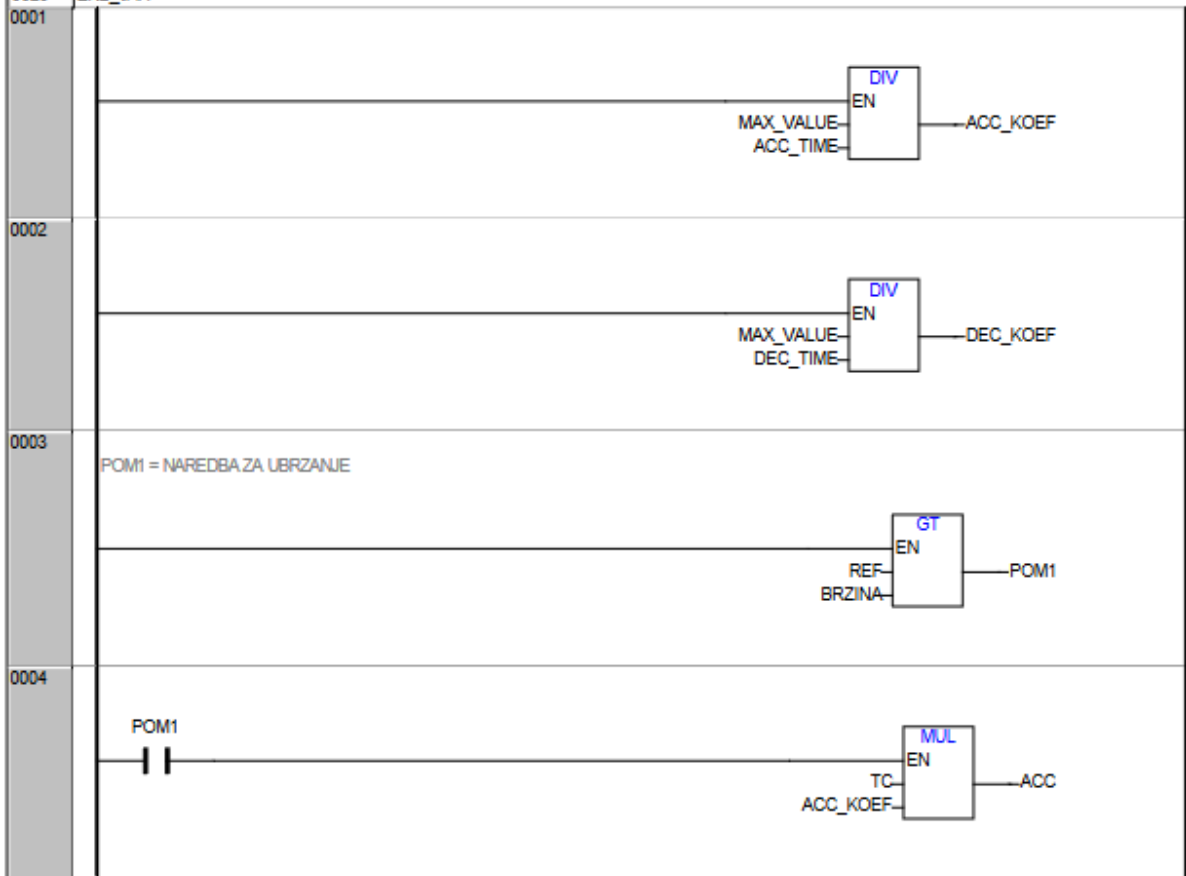 0001
DIV
EN
MAX_VALUE
ACC_TIME
ACC_KOEF
0002
DIV
EN
MAX_VALUE
DEC_TIME
DEC_KOEF
0003
POM1 = NAREDBA ZA UBRZANJE
GT
EN
REF
BRZINA
POM1
0004
POM1
MUL
EN
TC
ACC_KOEF
ACC